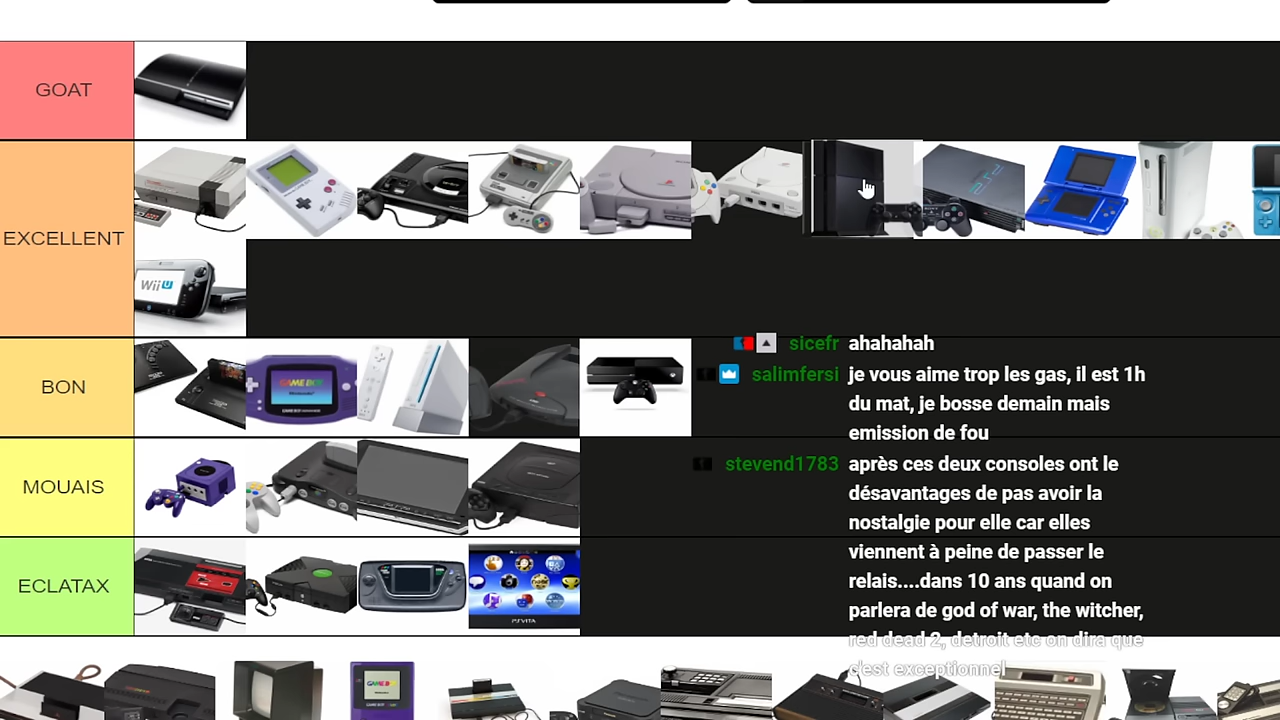 GOAT
EXCELLENT
WiiU
BON
GAME BOY
MOUAIS
ECLATAX
PSVITA
sicefr ahahahah
salimfersi je vous aime trop les gas, il est 1h
du mat, je bosse demain mais
emission de fou
stevend1783 après ces deux consoles ont le
désavantages de pas avoir la
nostalgie pour elle car elles
viennent à peine de passer le
relais....dans 10 ans quand on
parlera de god of war, the witcher,
red dead 2, detroit etc on dira que
c'est exceptionnel